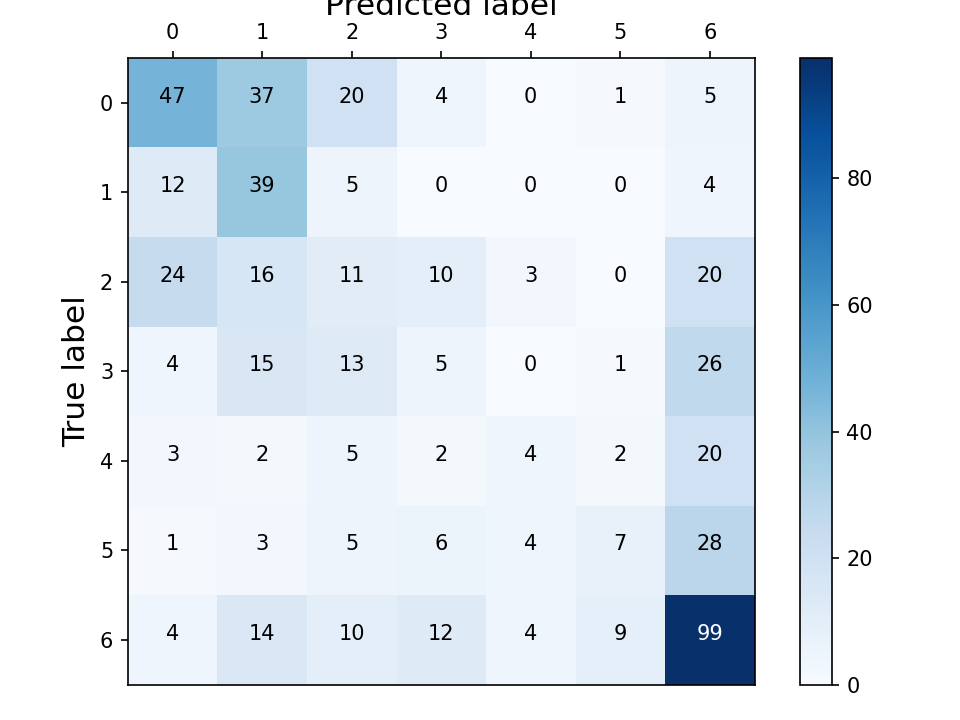 Predicted label
0 1 2 3 4 5 6
0 47 37 20 4 0 1 5
1 12 39 5 0 0 0 4
80
2 24 16 11 10 3 0 20
60
True label
3 4 15 13 5 0 1 26
40
4 3 2 5 2 4 2 20
5 1 3 5 6 4 7 28
20
6 4 14 10 12 4 9 99
0